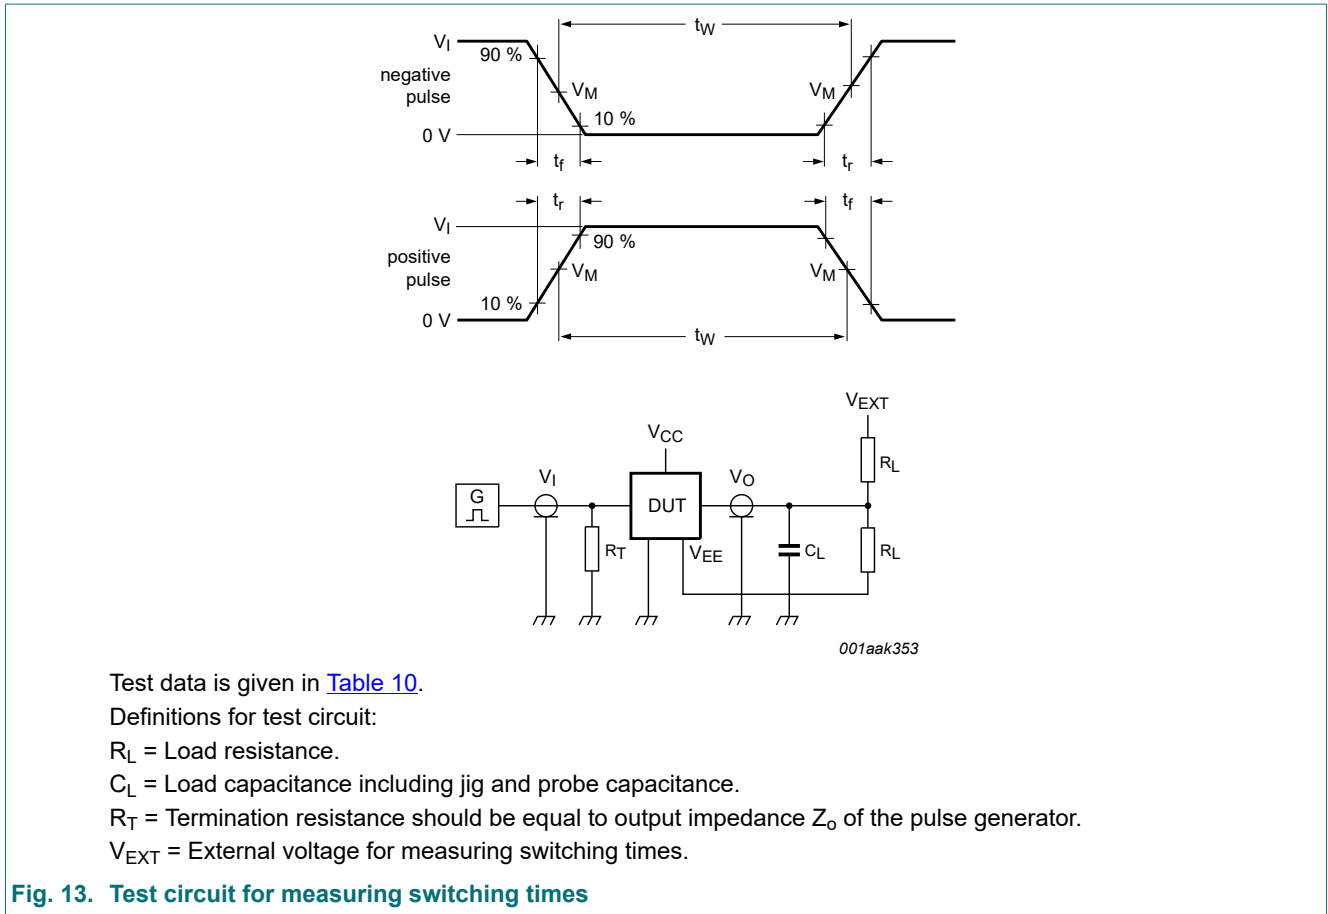 tW
VI
90 %
negative
pulse
VM
VM
10 %
0 V
tf
tr
tr
tf
VI
90 %
positive
pulse
VM
VM
10 %
0 V
tW
VEXT
VCC
RL
VI
VO
G
DUT
RT
VEE
CL
RL
001aak353
Test data is given in Table 10.
Definitions for test circuit:
RL = Load resistance.
CL = Load capacitance including jig and probe capacitance.
RT = Termination resistance should be equal to output impedance Zo of the pulse generator.
VEXT = External voltage for measuring switching times.
Fig. 13. Test circuit for measuring switching times